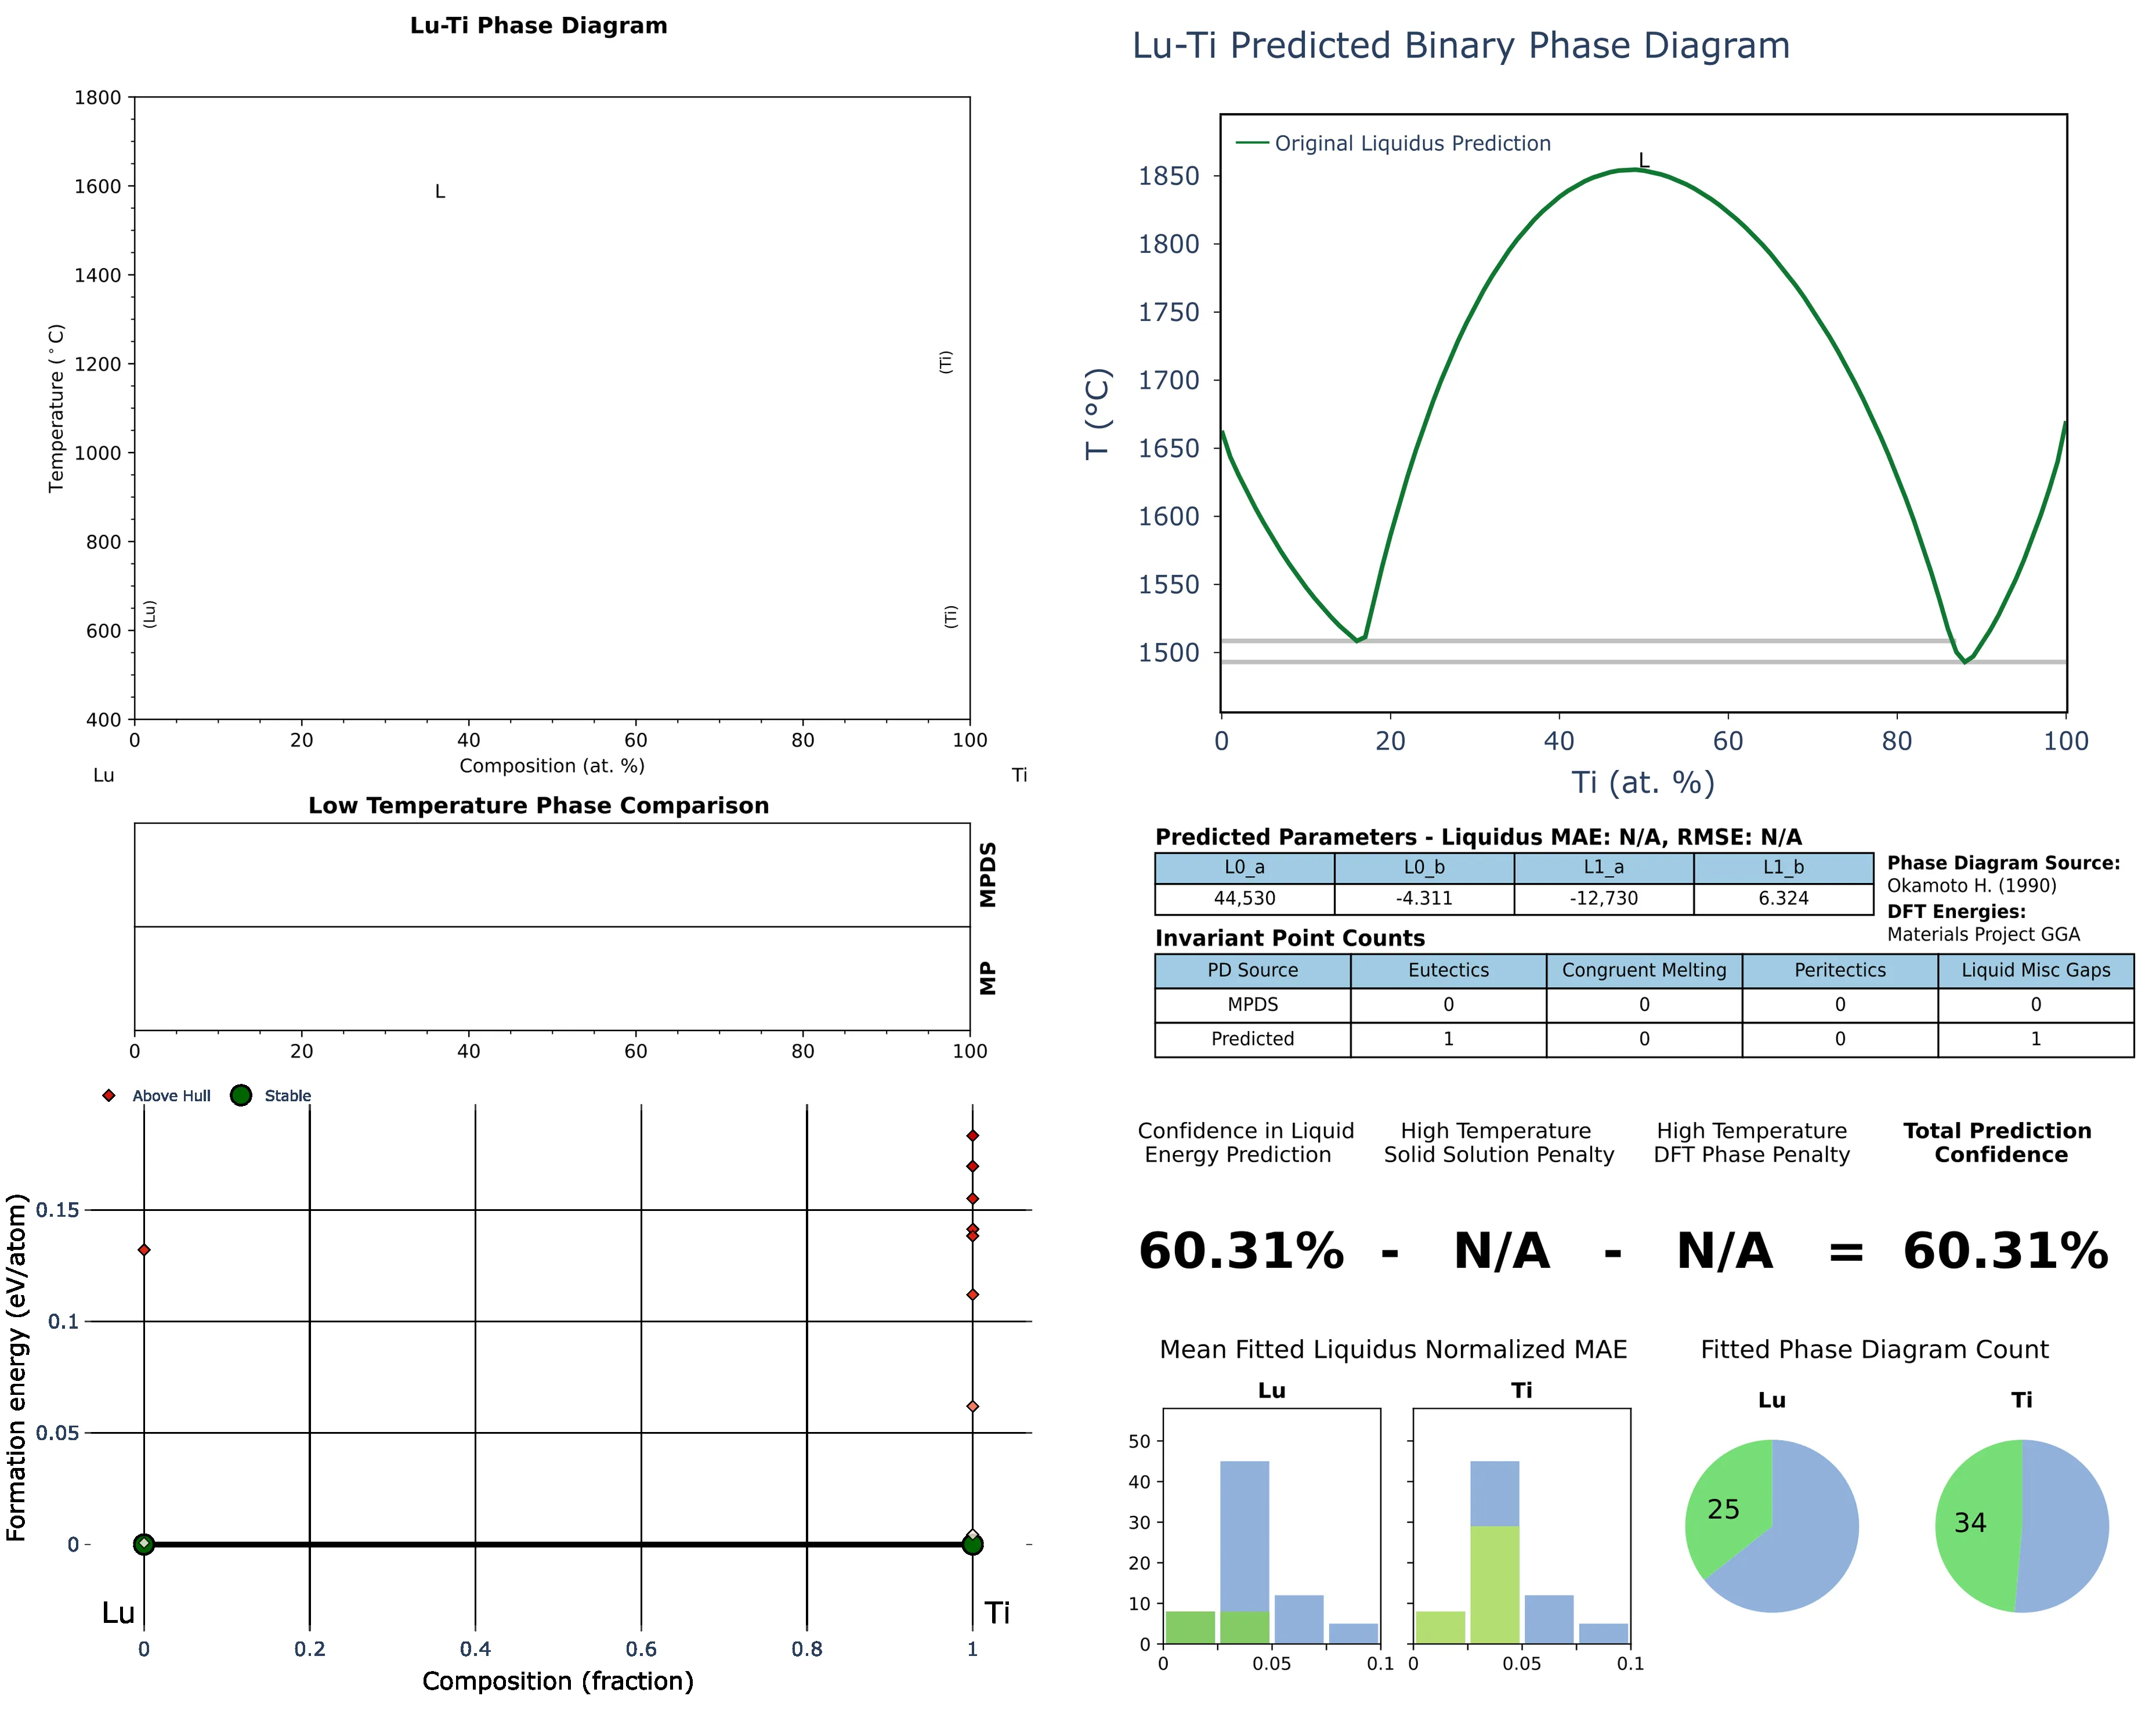 Lu-Ti Phase Diagram
1800
1600
1400
1200
1000
800
600
400
Temperature (°C)
L
(Ti)
(Lu)
(Ti)
0 20 40 60 80 100
Composition (at. %)
Lu Ti
Low Temperature Phase Comparison
MPDS
MP
0 20 40 60 80 100
Above Hull Stable
0.15
0.1
0.05
0
Formation energy (eV/atom)
Lu Ti
0 0.2 0.4 0.6 0.8 1
Composition (fraction)
Lu-Ti Predicted Binary Phase Diagram
Original Liquidus Prediction
L
1850
1800
1750
1700
1650
1600
1550
1500
T (°C)
0 20 40 60 80 100
Ti (at. %)
Predicted Parameters - Liquidus MAE: N/A, RMSE: N/A
L0_a L0_b L1_a L1_b
44,530 -4.311 -12,730 6.324
Phase Diagram Source:
Okamoto H. (1990)
DFT Energies:
Materials Project GGA
Invariant Point Counts
PD Source Eutectics Congruent Melting Peritectics Liquid Misc Gaps
MPDS 0 0 0 0
Predicted 1 0 0 1
Confidence in Liquid
Energy Prediction
High Temperature
Solid Solution Penalty
High Temperature
DFT Phase Penalty
Total Prediction
Confidence
60.31% - N/A - N/A = 60.31%
Mean Fitted Liquidus Normalized MAE
Lu Ti
50
40
30
20
10
0
0 0.05 0.1
0 0.05 0.1
Fitted Phase Diagram Count
Lu Ti
25 34